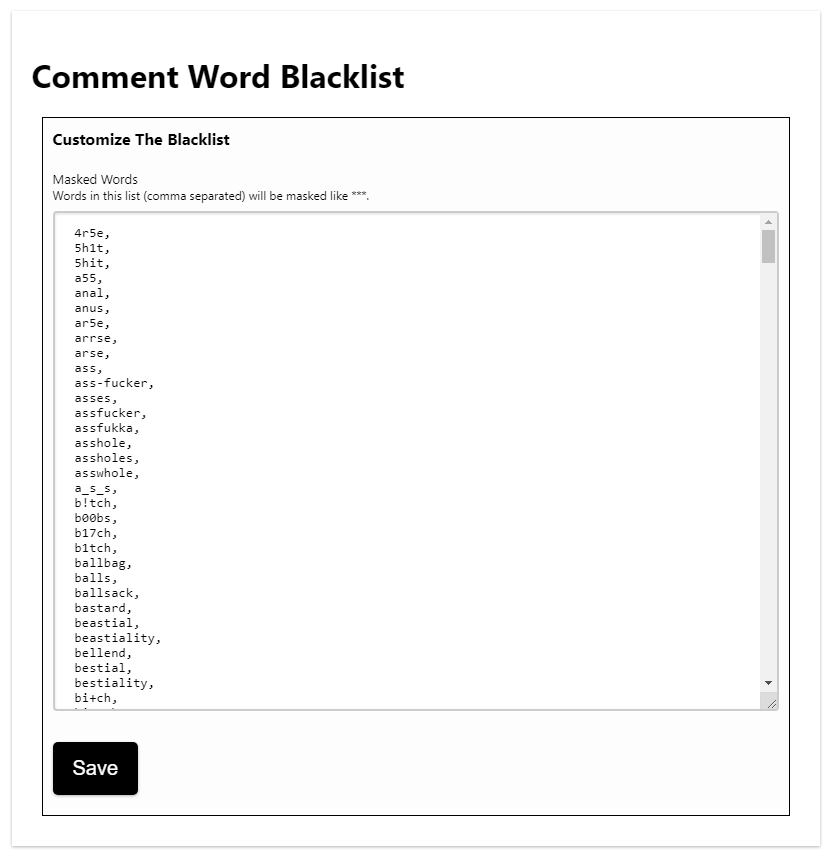 Comment Word Blacklist
Customize The Blacklist
Masked Words
Words in this list (comma separated) will be masked like ***.
4r5e,
5h1t,
5hit,
a55,
anal,
anus,
ar5e,
arrse,
arse,
ass,
ass-fucker,
asses,
assfucker,
assfukka,
asshole,
assholes,
asswhole,
a_s_s,
b!tch,
b00bs,
b17ch,
b1tch,
ballbag,
balls,
ballsack,
bastard,
beastial,
beastiality,
bellend,
bestial,
bestiality,
bi+ch,
Save